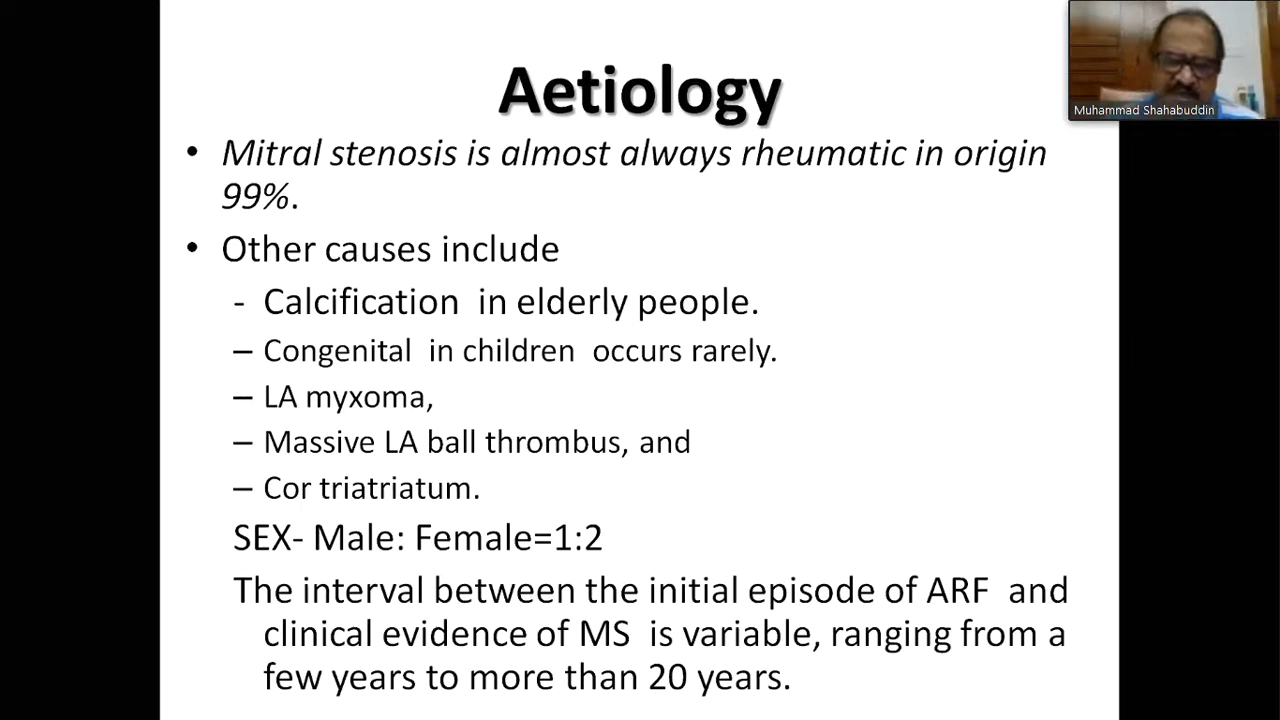 Aetiology
Muhammad Shahabuddin
• Mitral stenosis is almost always rheumatic in origin
99%.
• Other causes include
- Calcification in elderly people.
– Congenital in children occurs rarely.
– LA myxoma,
– Massive LA ball thrombus, and
– Cor triatriatum.
SEX- Male: Female=1:2
The interval between the initial episode of ARF and
clinical evidence of MS is variable, ranging from a
few years to more than 20 years.